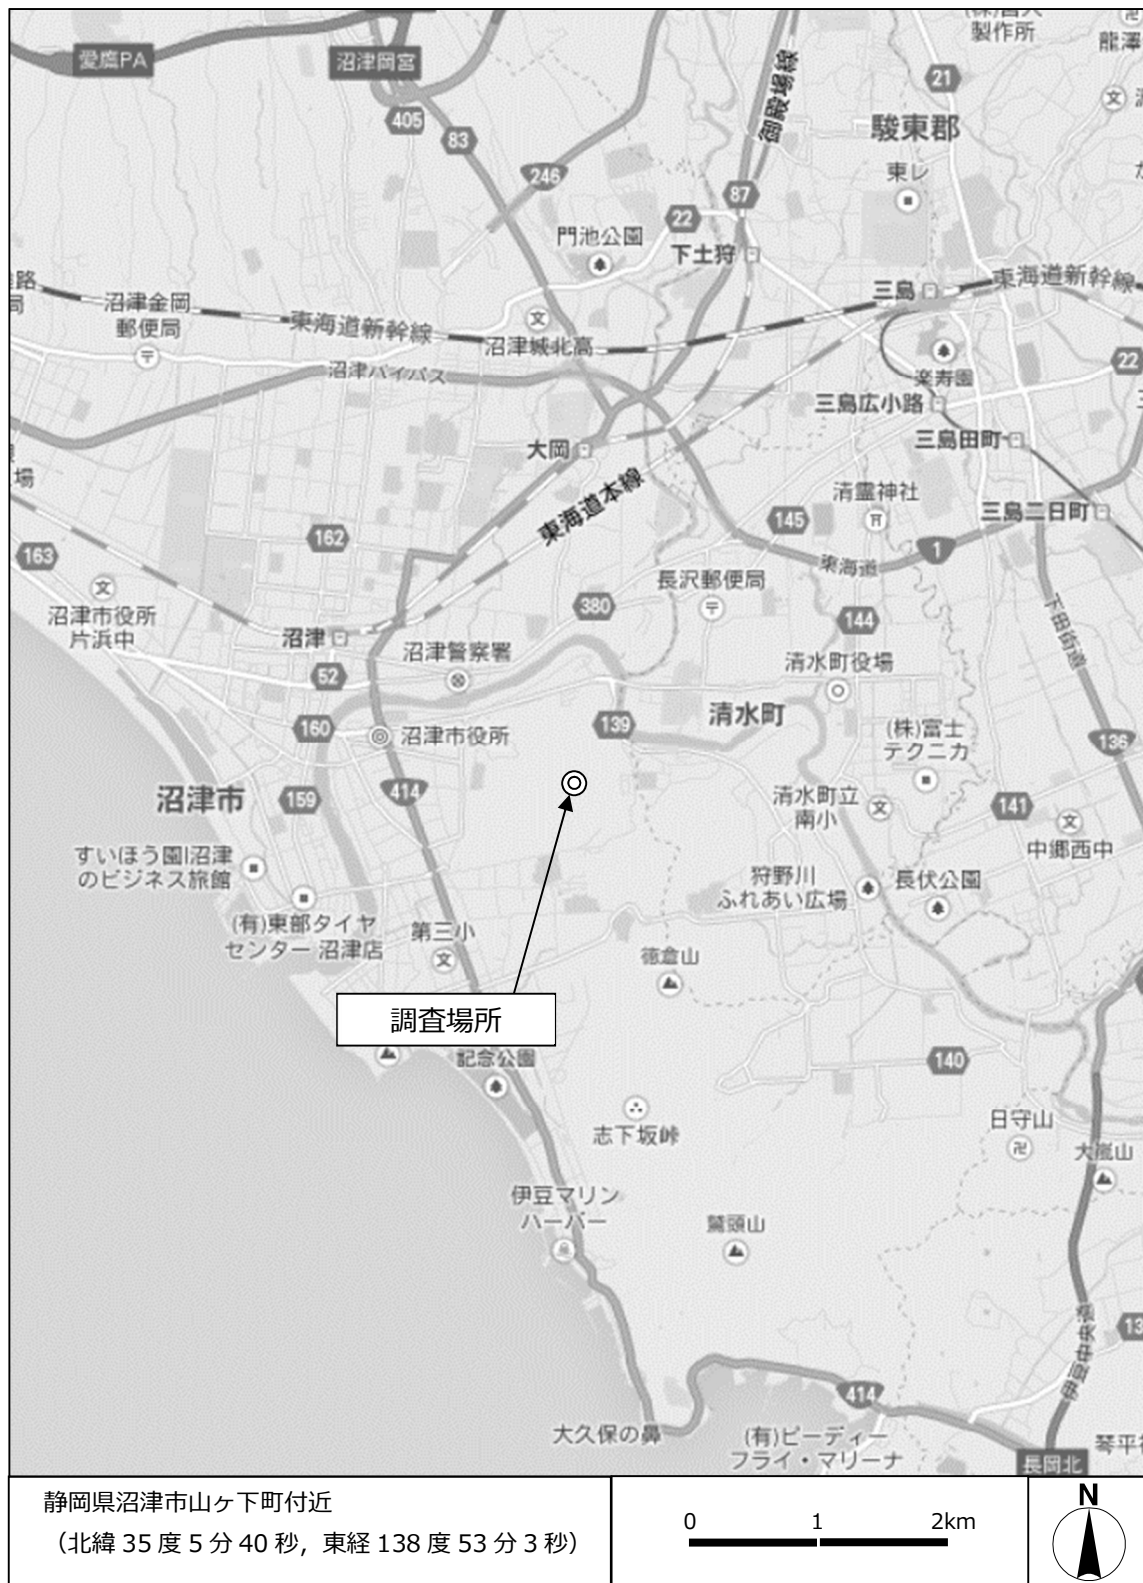 愛鷹PA
沼津岡宮
405
83
246
御殿場線
製作所
21
駿東郡
東レ
87
22
門池公園
下土狩
三島
東海道新幹線
沼津金岡
郵便局
東海道新幹線
沼津城北高
沼津バイパス
楽寿園
22
三島広小路
三島田町
大岡
東海道本線
清霊神社
145
三島二日町
場
163
162
東海道
1
長沢郵便局
沼津市役所
片浜中
380
144
下田街道
沼津
沼津警察署
52
清水町役場
160
沼津市役所
139
清水町
(株)富士
テクニカ
136
沼津市
159
414
清水町立
南小
141
中郷西中
すいほう園|沼津
のビジネス旅館
狩野川
ふれあい広場
長伏公園
(有)東部タイヤ
センター 沼津店
第三小
徳倉山
調査場所
記念公園
140
志下坂峠
日守山
大嵐山
伊豆マリン
ハーバー
鷲頭山
伊豆中央道
414
大久保の鼻
(有)ピーディー
フライ・マリーナ
長岡北
静岡県沼津市山ヶ下町付近
（北緯 35 度 5 分 40 秒，東経 138 度 53 分 3 秒）
0 1 2km
N